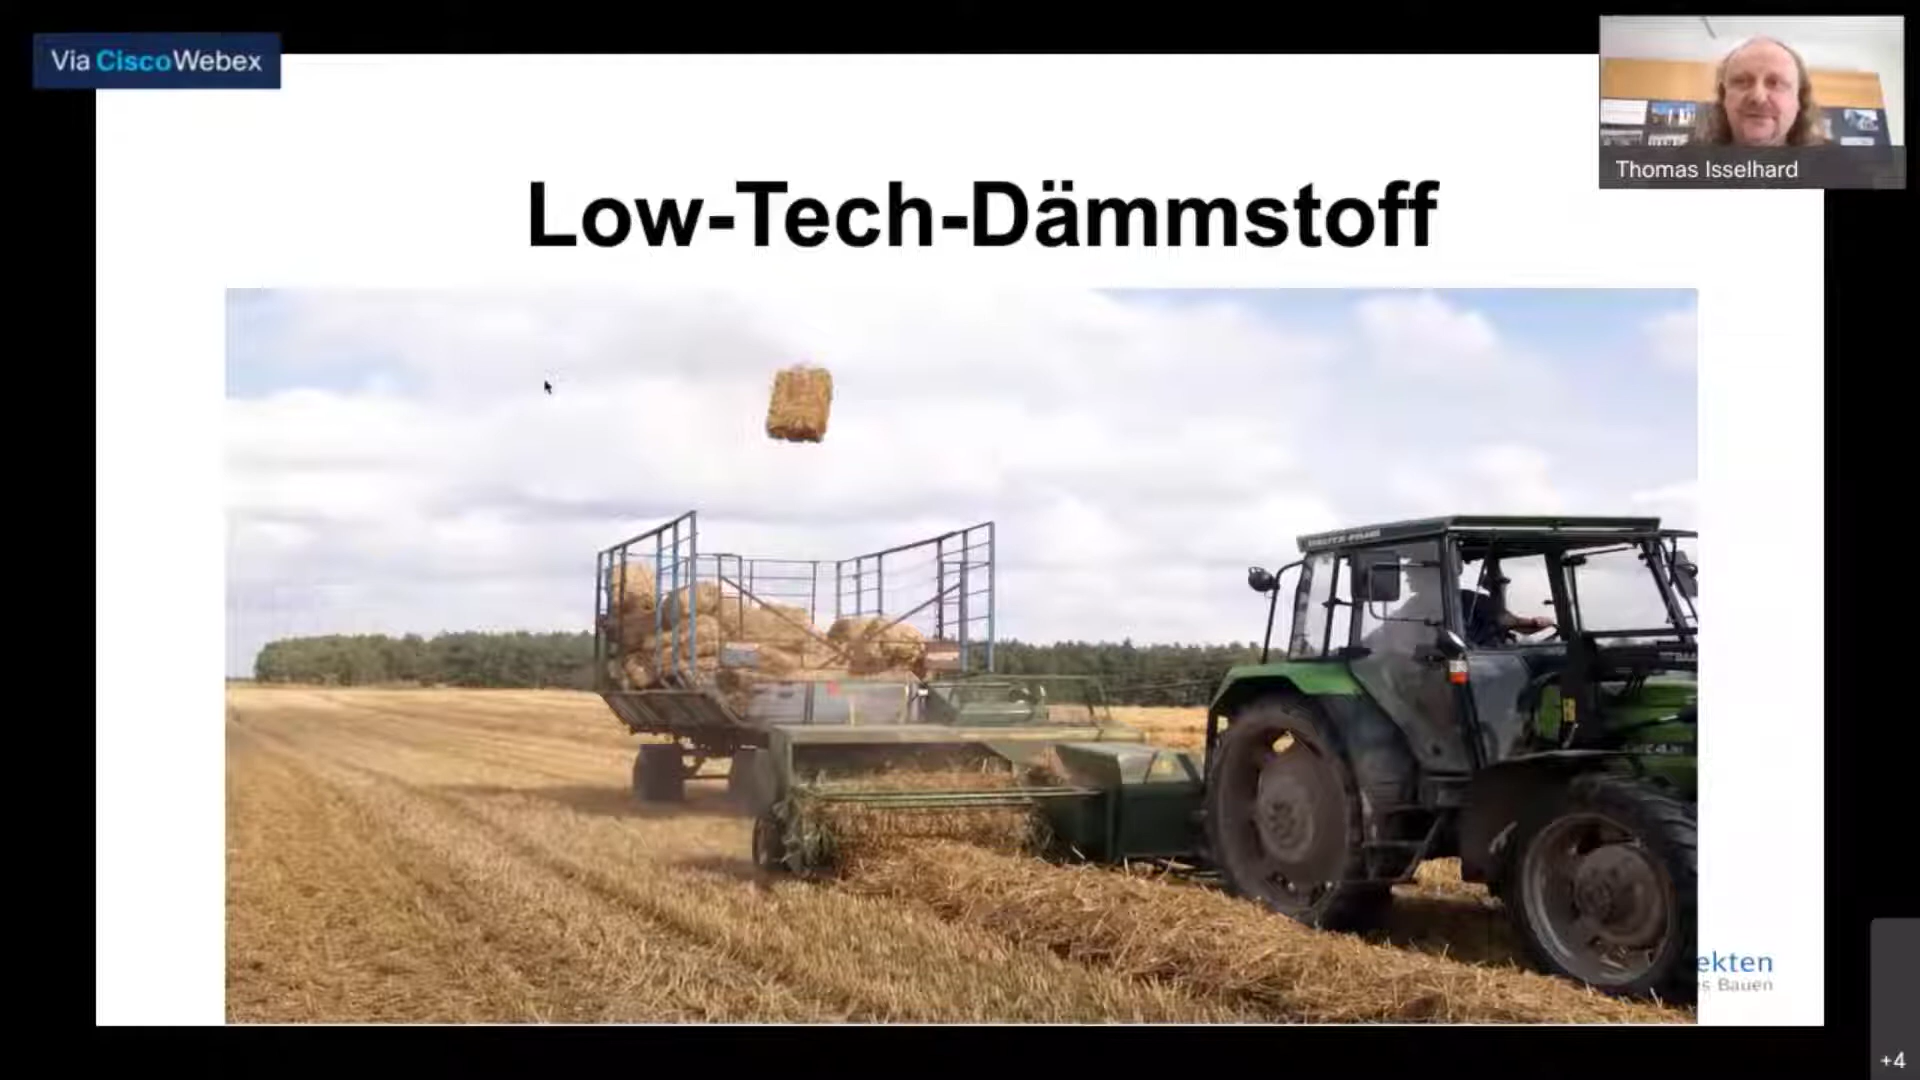 Via CiscoWebex
Thomas Isselhard
Low-Tech-Dämmstoff
ekten
s Bauen
+4